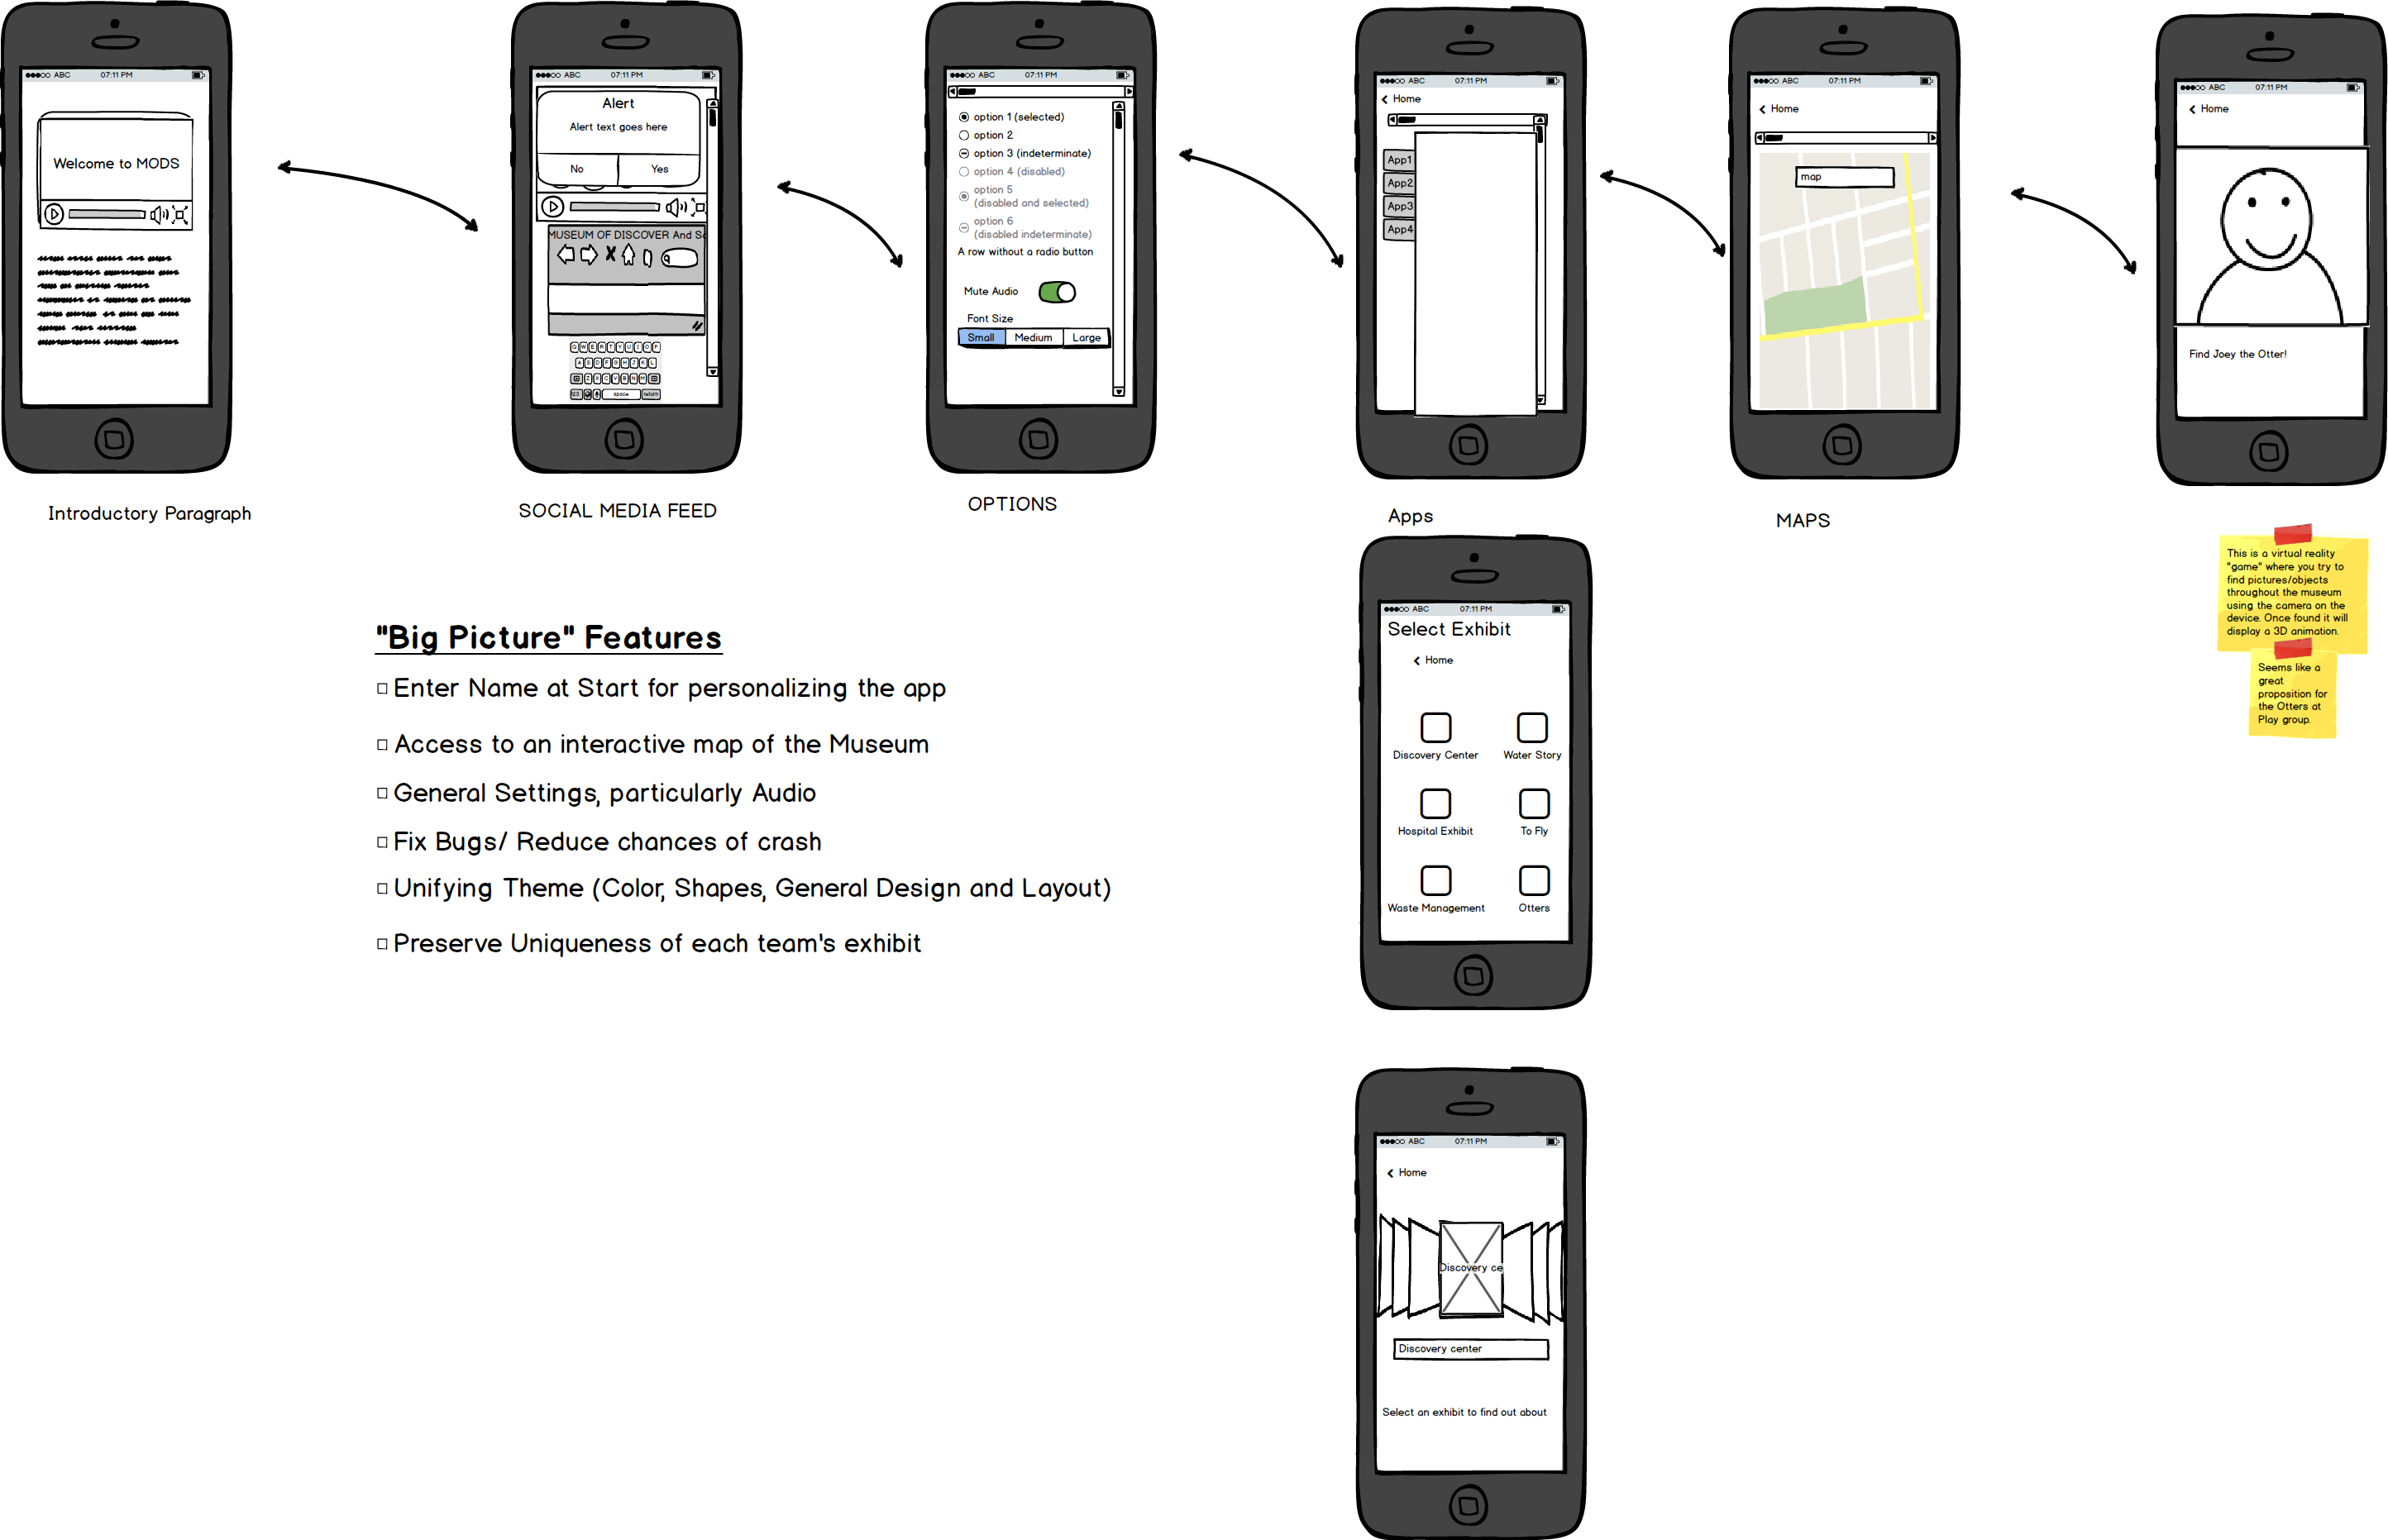 ABC 07:11 PM
Welcome to MODS
Introductory Paragraph
ABC 07:11 PM
Alert
Alert text goes here
No Yes
MUSEUM OF DISCOVER And Sc
Q W E R T Y U I O P
A S D F G H J K L
Z X C V B N M
123 space return
SOCIAL MEDIA FEED
ABC 07:11 PM
option 1 (selected)
option 2
option 3 (indeterminate)
option 4 (disabled)
option 5
(disabled and selected)
option 6
(disabled indeterminate)
A row without a radio button
Mute Audio
Font Size
Small Medium Large
OPTIONS
ABC 07:11 PM
Home
App1
App2
App3
App4
Apps
ABC 07:11 PM
Home
map
MAPS
ABC 07:11 PM
Home
Find Joey the Otter!
This is a virtual reality
"game" where you try to
find pictures/objects
throughout the museum
using the camera on the
device. Once found it will
display a 3D animation.
Seems like a
great
proposition for
the Otters at
Play group.
"Big Picture" Features
Enter Name at Start for personalizing the app
Access to an interactive map of the Museum
General Settings, particularly Audio
Fix Bugs/ Reduce chances of crash
Unifying Theme (Color, Shapes, General Design and Layout)
Preserve Uniqueness of each team's exhibit
ABC 07:11 PM
Select Exhibit
Home
Discovery Center Water Story
Hospital Exhibit To Fly
Waste Management Otters
ABC 07:11 PM
Home
Discovery ce
Discovery center
Select an exhibit to find out about